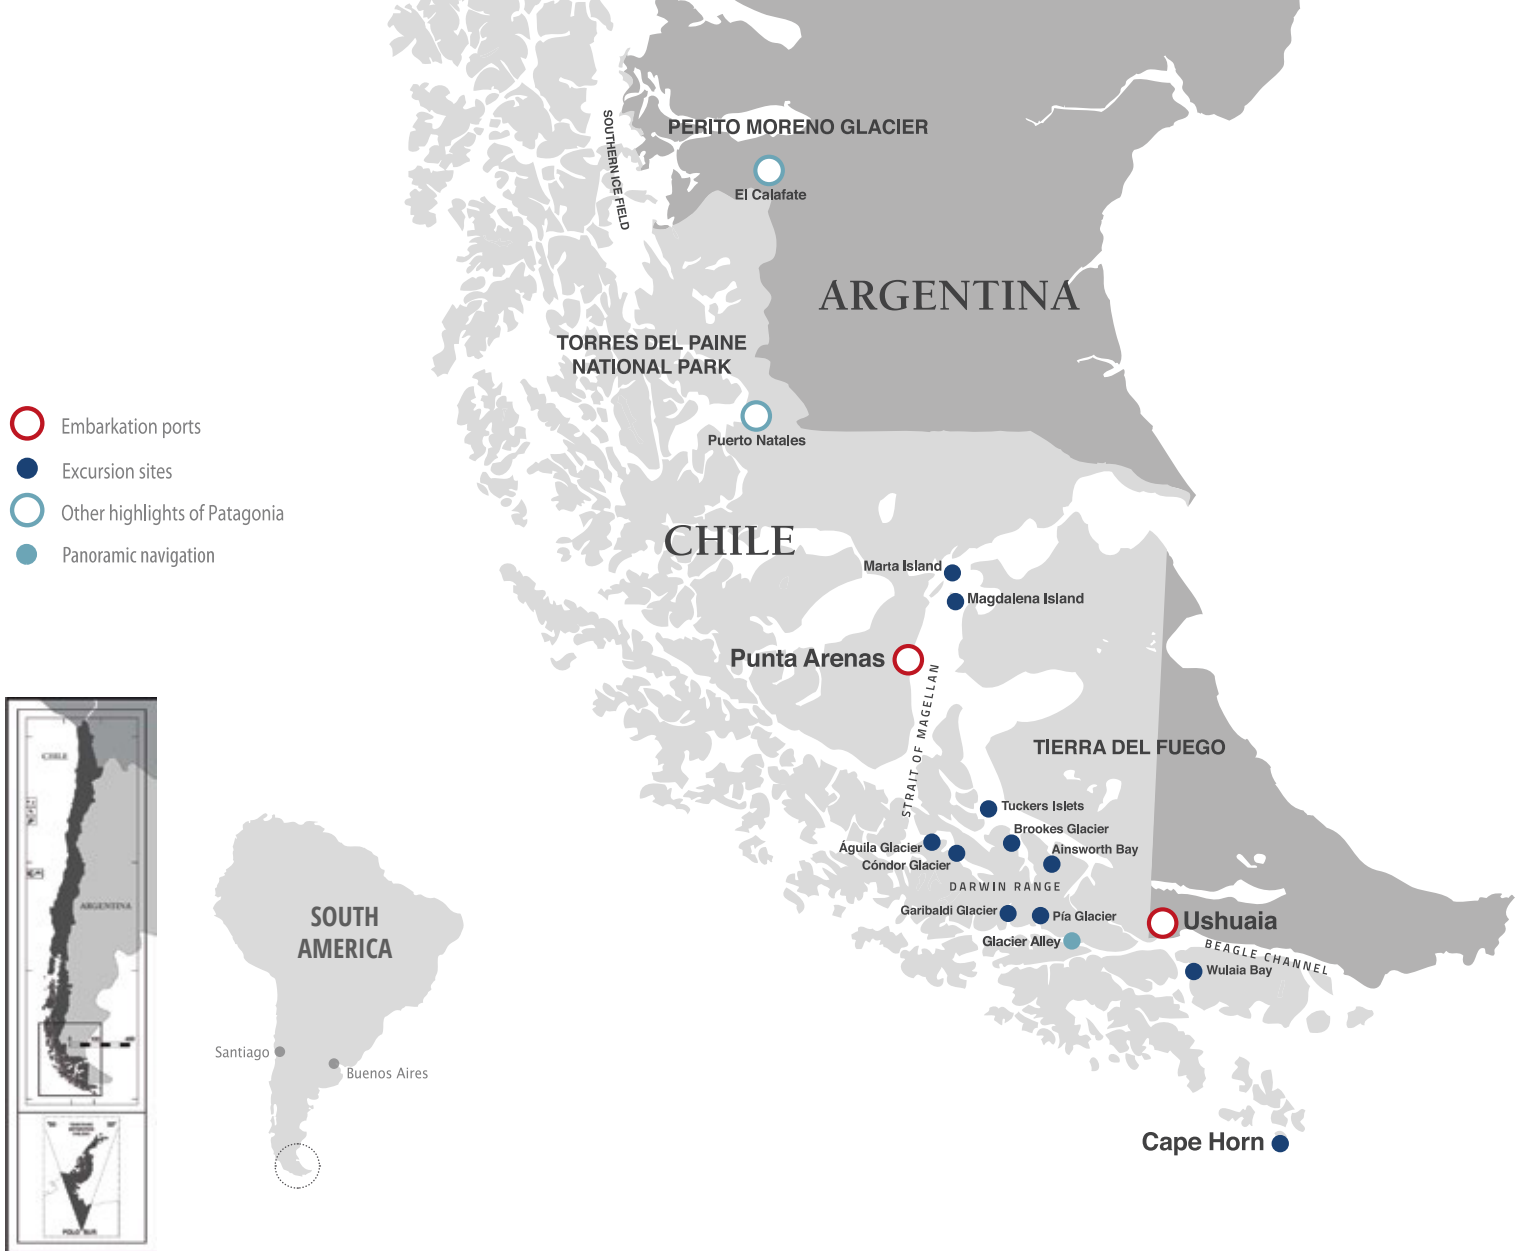 PERITO MORENO GLACIER
SOUTHERN ICE FIELD
El Calafate
ARGENTINA
TORRES DEL PAINE
NATIONAL PARK
Puerto Natales
Embarkation ports
Excursion sites
Other highlights of Patagonia
Panoramic navigation
CHILE
Marta Island
Magdalena Island
Punta Arenas
STRAIT OF MAGELLAN
TIERRA DEL FUEGO
Tuckers Islets
Brookes Glacier
Águila Glacier
Ainsworth Bay
Cóndor Glacier
DARWIN RANGE
Garibaldi Glacier
Pía Glacier
Ushuaia
Glacier Alley
BEAGLE CHANNEL
Wulaia Bay
Cape Horn
CHILE
ARGENTINA
POLO SUR
SOUTH
AMERICA
Santiago
Buenos Aires